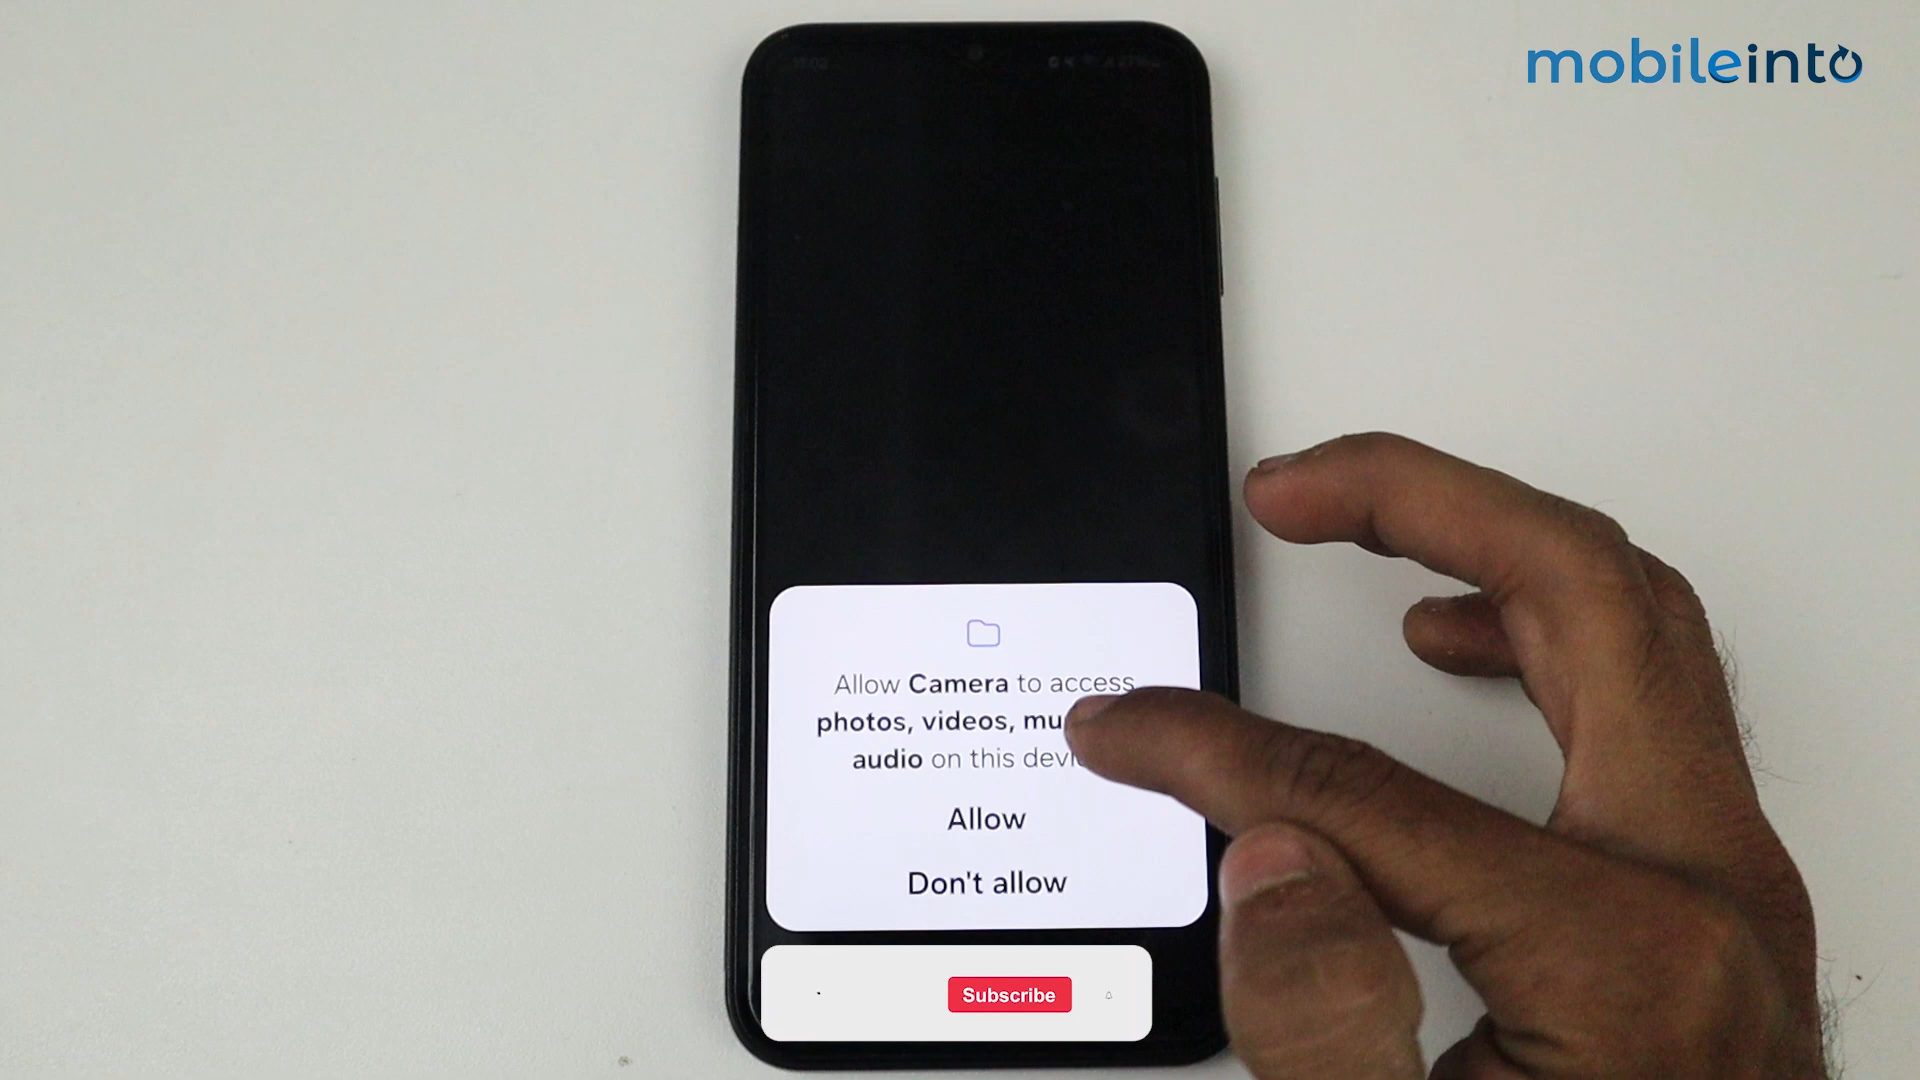 mobileinto
Allow Camera to access
photos, videos, mu
audio on this devi
Allow
Don't allow
Subscribe